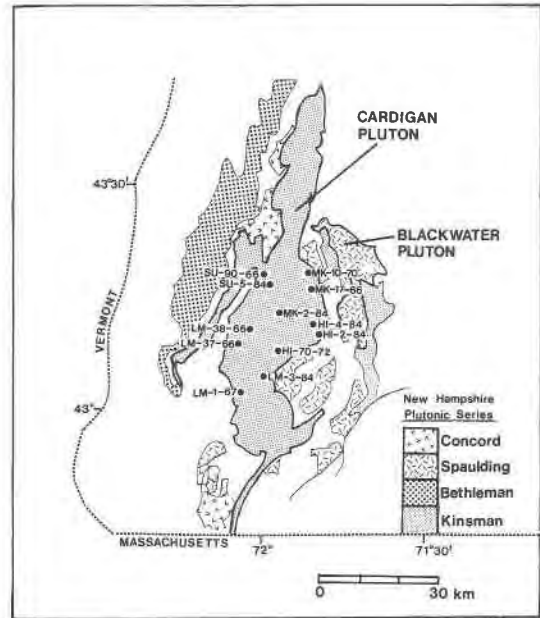 CARDIGAN
PLUTON
43°30'
BLACKWATER
PLUTON
SU-90-66
MK-10-70
SU-5-84
MK-17-66
MK-2-84
VERMONT
HI-4-84
LM-38-66
HI-2-84
LM-37-66
HI-70-72
LM-3-84
LM-1-67
43°
New Hampshire
Plutonic Series
Concord
Spaulding
Bethleman
Kinsman
MASSACHUSETTS
72°
71°30'
0
30
km